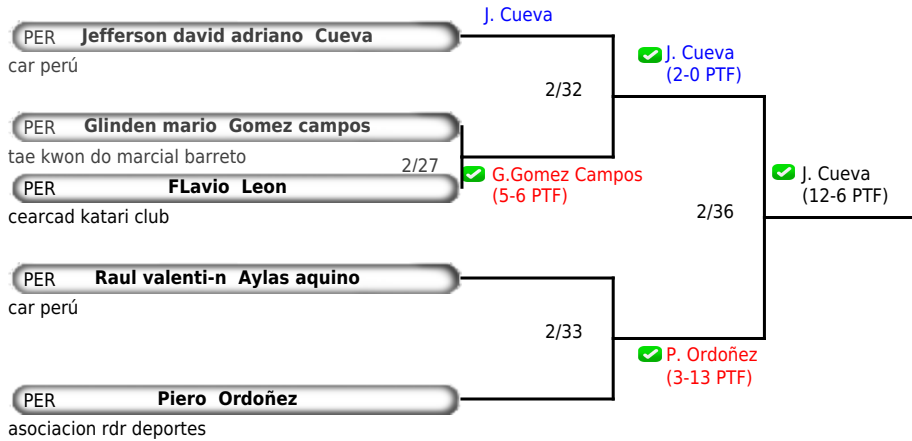 J. Cueva
PER Jefferson david adriano Cueva
car perú
J. Cueva
(2-0 PTF)
2/32
PER Glinden mario Gomez campos
tae kwon do marcial barreto
2/27
G.Gomez Campos
(5-6 PTF)
J. Cueva
(12-6 PTF)
PER FLavio Leon
cearcad katari club
2/36
PER Raul valenti-n Aylas aquino
car perú
2/33
P. Ordoñez
(3-13 PTF)
PER Piero Ordoñez
asociacion rdr deportes